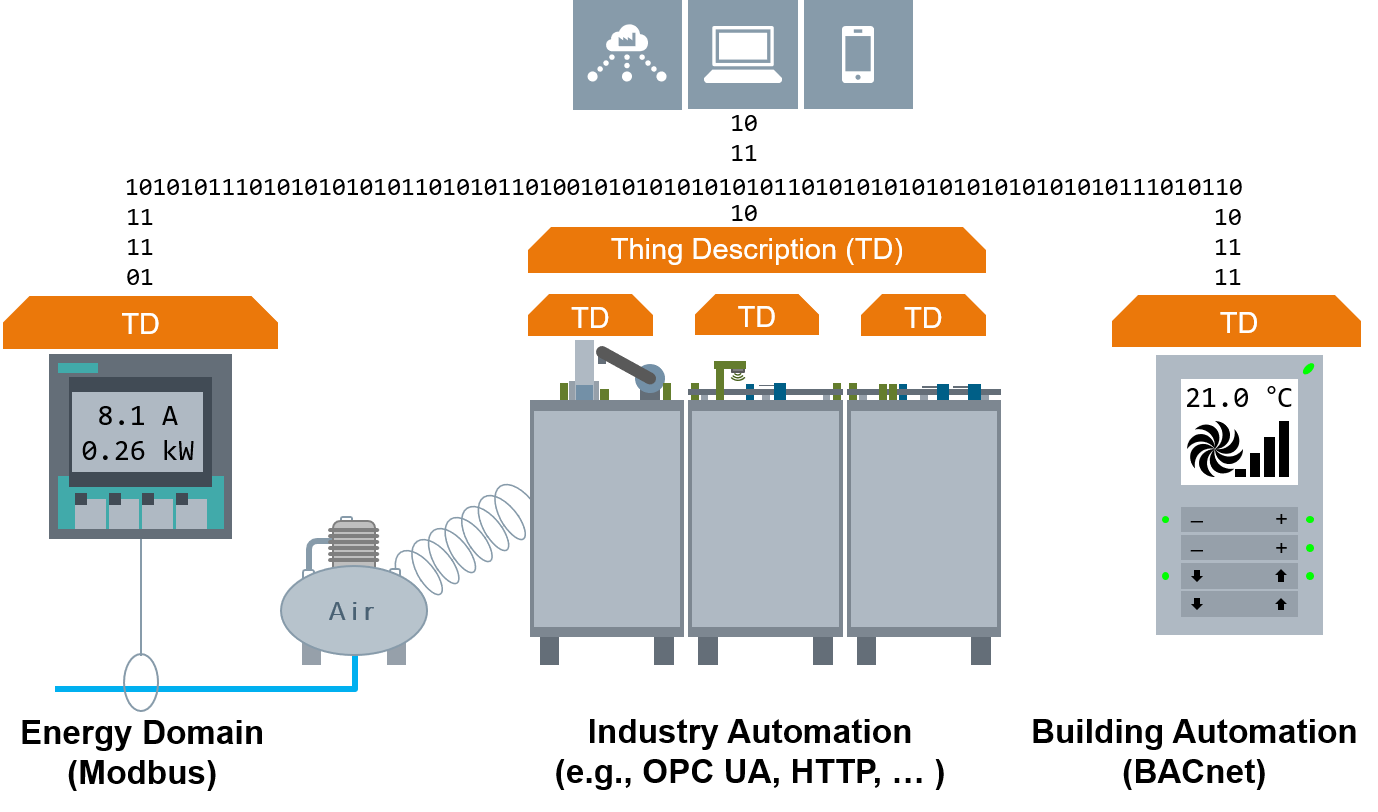 10
11
101010111010101010101101010110100101010101010101101010101010101010101010111010110
10
11
11
01
10
11
11
Thing Description (TD)
TD
TD
TD
TD
TD
8.1 A
0.26 kW
21.0 °C
– +
– +
Air
Energy Domain
(Modbus)
Industry Automation
(e.g., OPC UA, HTTP, … )
Building Automation
(BACnet)